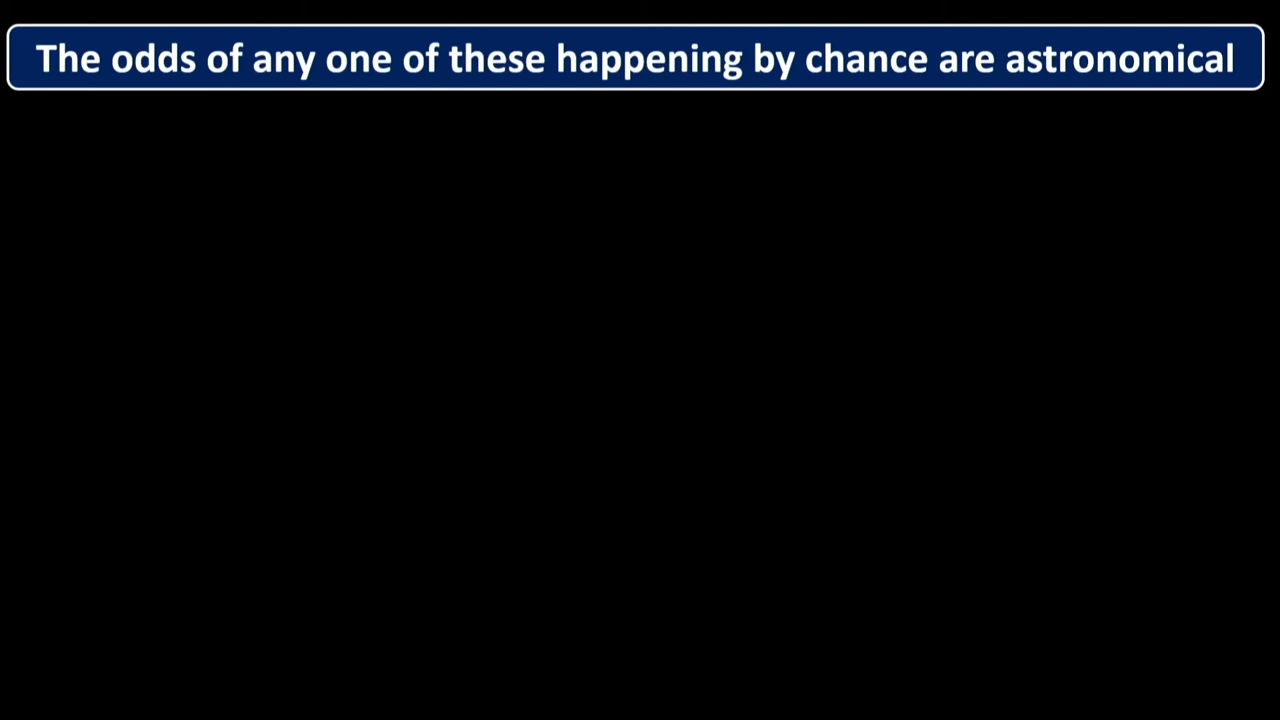 The odds of any one of these happening by chance are astronomical